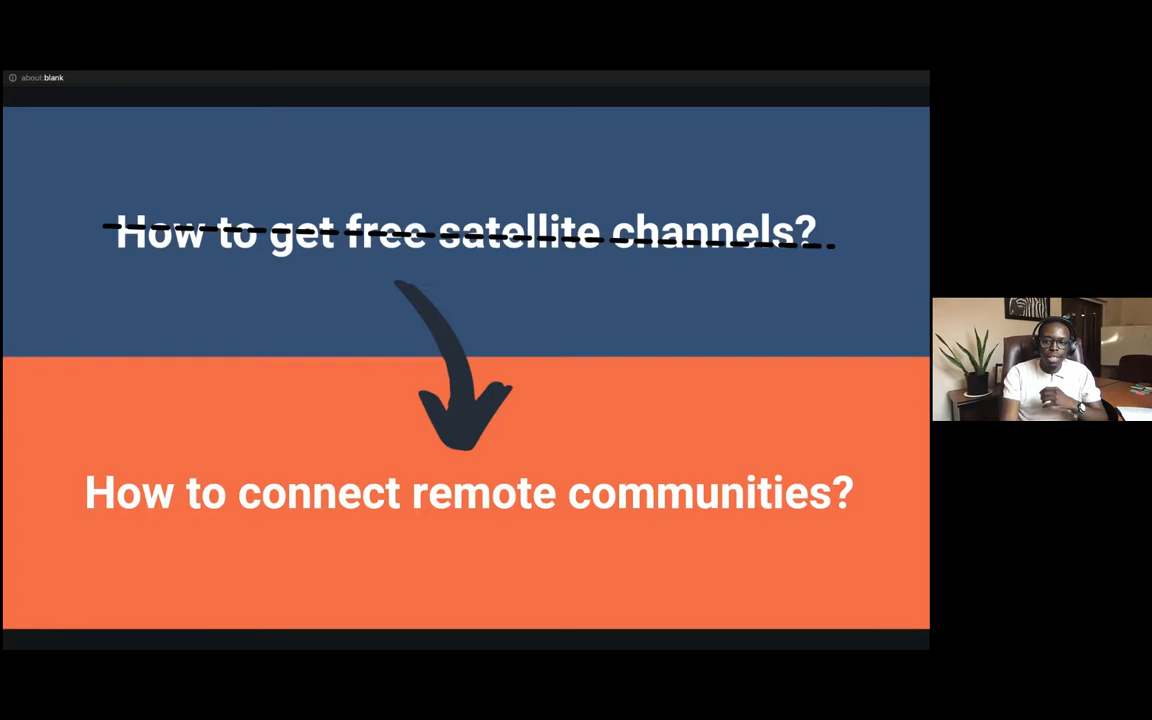 about:blank
How to get free satellite channels?
How to connect remote communities?